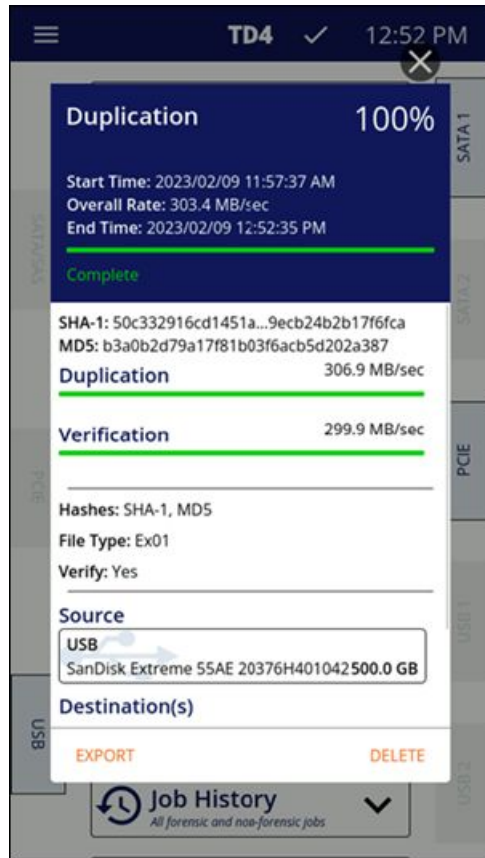 TD4
12:52 PM
Duplication
100%
Start Time: 2023/02/09 11:57:37 AM
Overall Rate: 303.4 MB/sec
End Time: 2023/02/09 12:52:35 PM
Complete
SHA-1: 50c332916cd1451a...9ecb24b2b17f6fca
MD5: b3a0b2d79a17f81b03f6acb5d202a387
Duplication
306.9 MB/sec
Verification
299.9 MB/sec
Hashes: SHA-1, MD5
File Type: Ex01
Verify: Yes
Source
USB
SanDisk Extreme 55AE 20376H401042 500.0 GB
Destination(s)
EXPORT
DELETE
SATA/SAS
PCIE
USB
SATA 1
SATA 2
PCIE
USB 1
USB 2
Job History
All forensic and non-forensic jobs